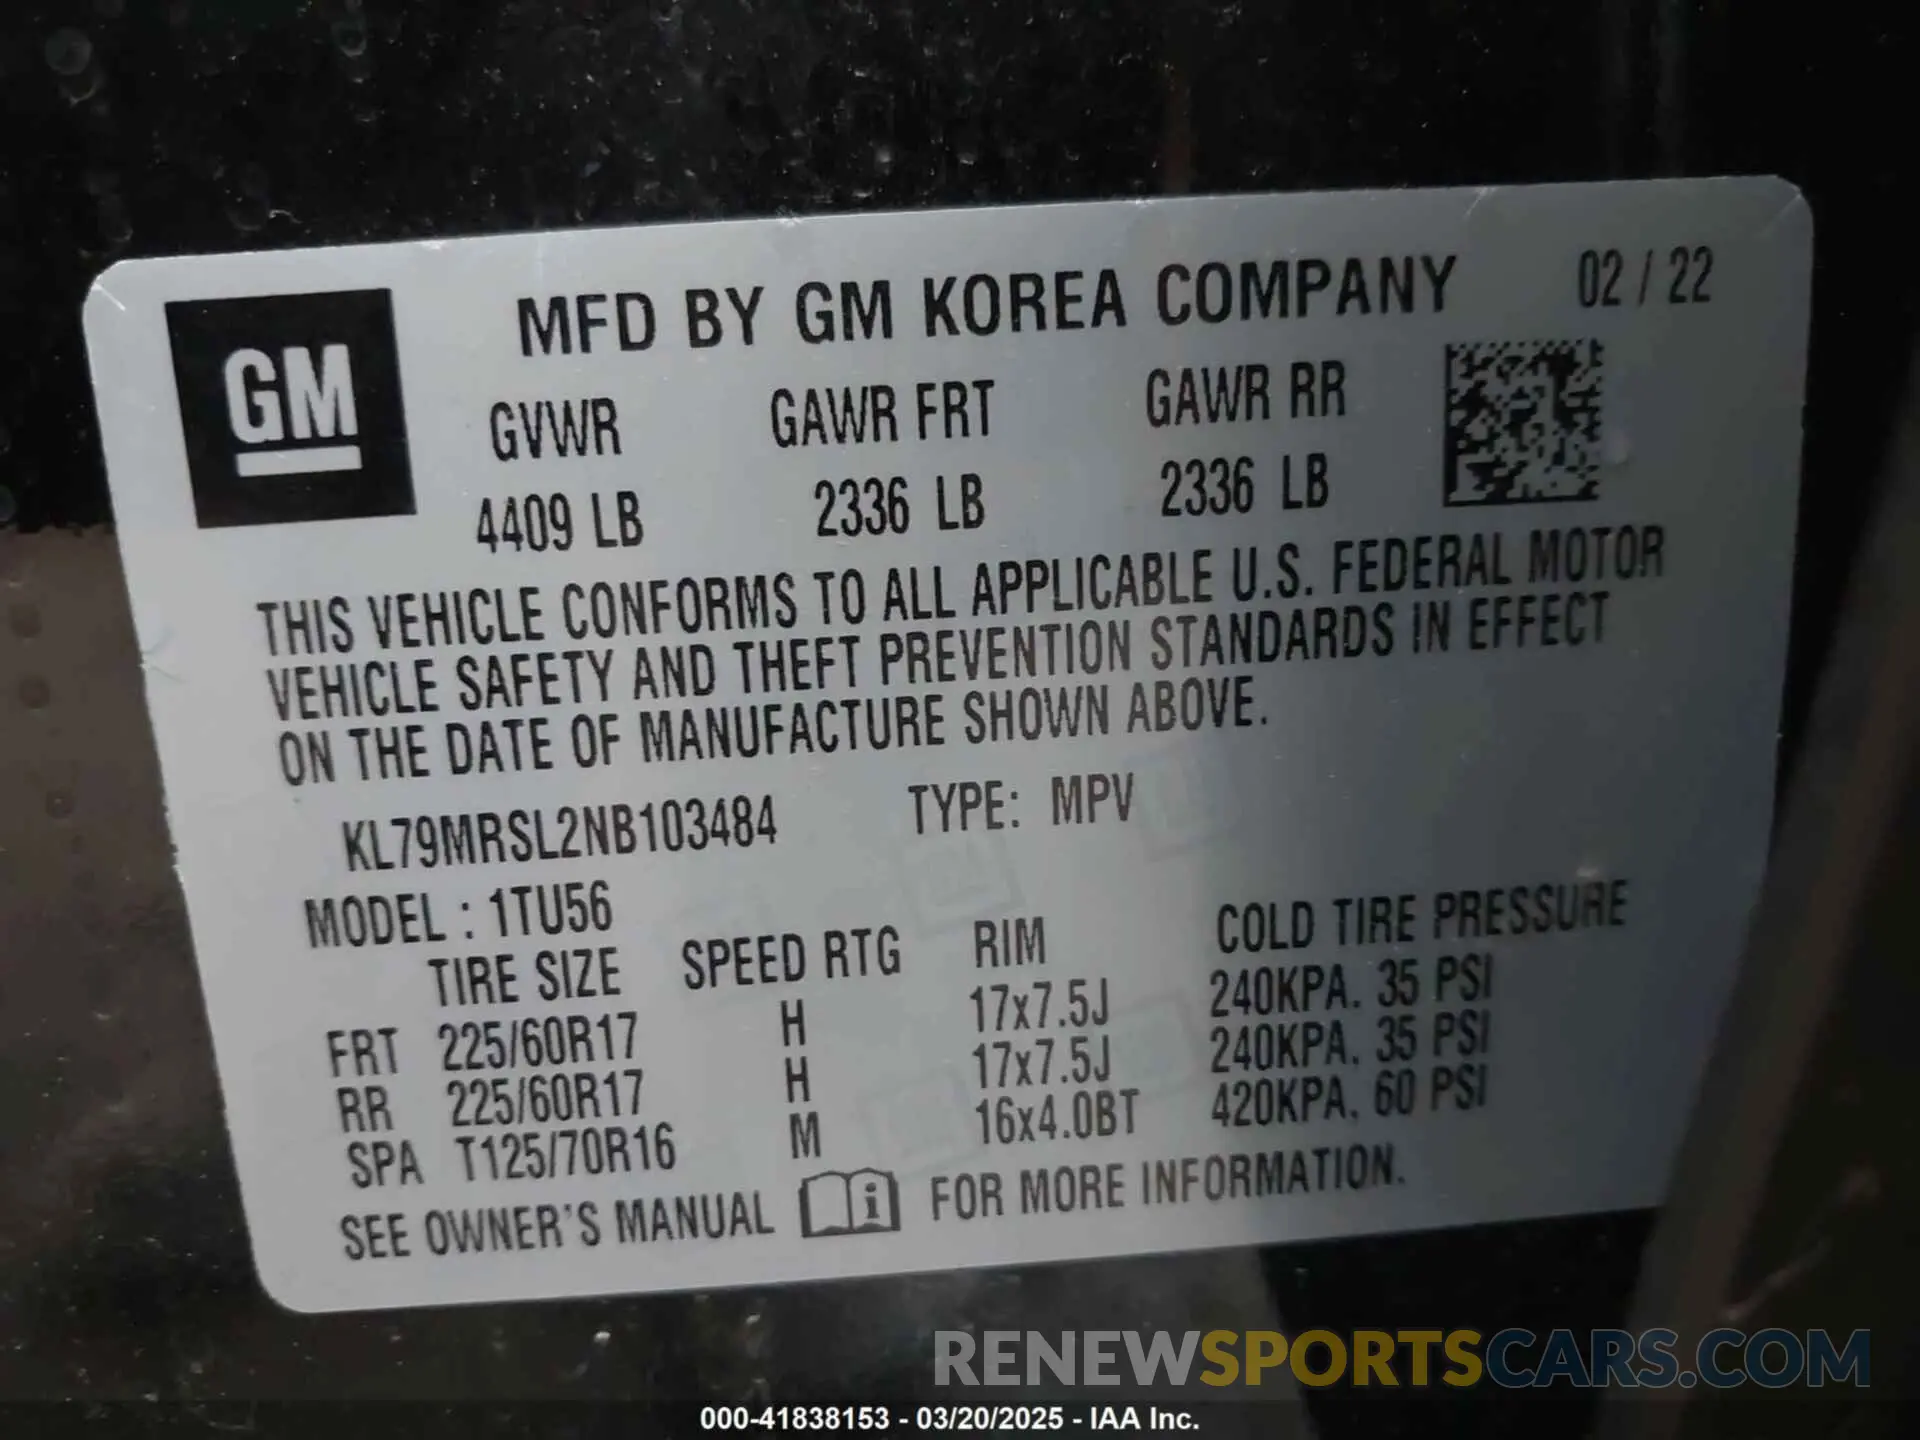 GM
MFD BY GM KOREA COMPANY 02 / 22
GVWR GAWR FRT GAWR RR
4409 LB 2336 LB 2336 LB
THIS VEHICLE CONFORMS TO ALL APPLICABLE U.S. FEDERAL MOTOR
VEHICLE SAFETY AND THEFT PREVENTION STANDARDS IN EFFECT
ON THE DATE OF MANUFACTURE SHOWN ABOVE.
KL79MRSL2NB103484 TYPE: MPV
MODEL : 1TU56
TIRE SIZE SPEED RTG RIM COLD TIRE PRESSURE
FRT 225/60R17 H 17x7.5J 240KPA. 35 PSI
RR 225/60R17 H 17x7.5J 240KPA. 35 PSI
SPA T125/70R16 M 16x4.0BT 420KPA. 60 PSI
SEE OWNER'S MANUAL i FOR MORE INFORMATION.
RENEWSPORTSCARS.COM
000-41838153 - 03/20/2025 - IAA Inc.